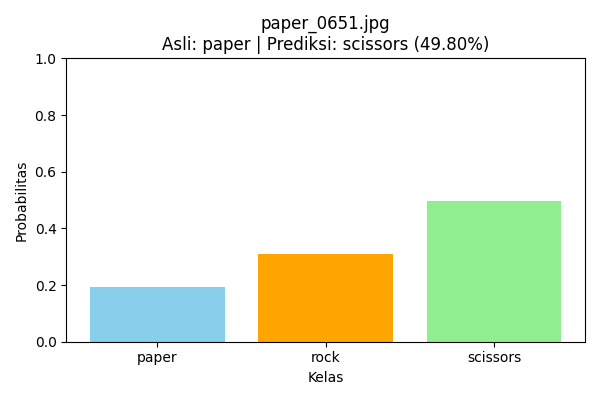 paper_0651.jpg
Asli: paper | Prediksi: scissors (49.80%)
Probabilitas
1.0
0.8
0.6
0.4
0.2
0.0
paper rock scissors
Kelas